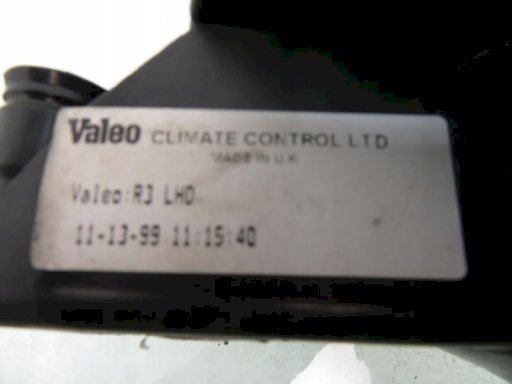 Valeo CLIMATE CONTROL LTD
MADE IN U.K
Valeo:R3 LHD
11-13-99 11:15:40